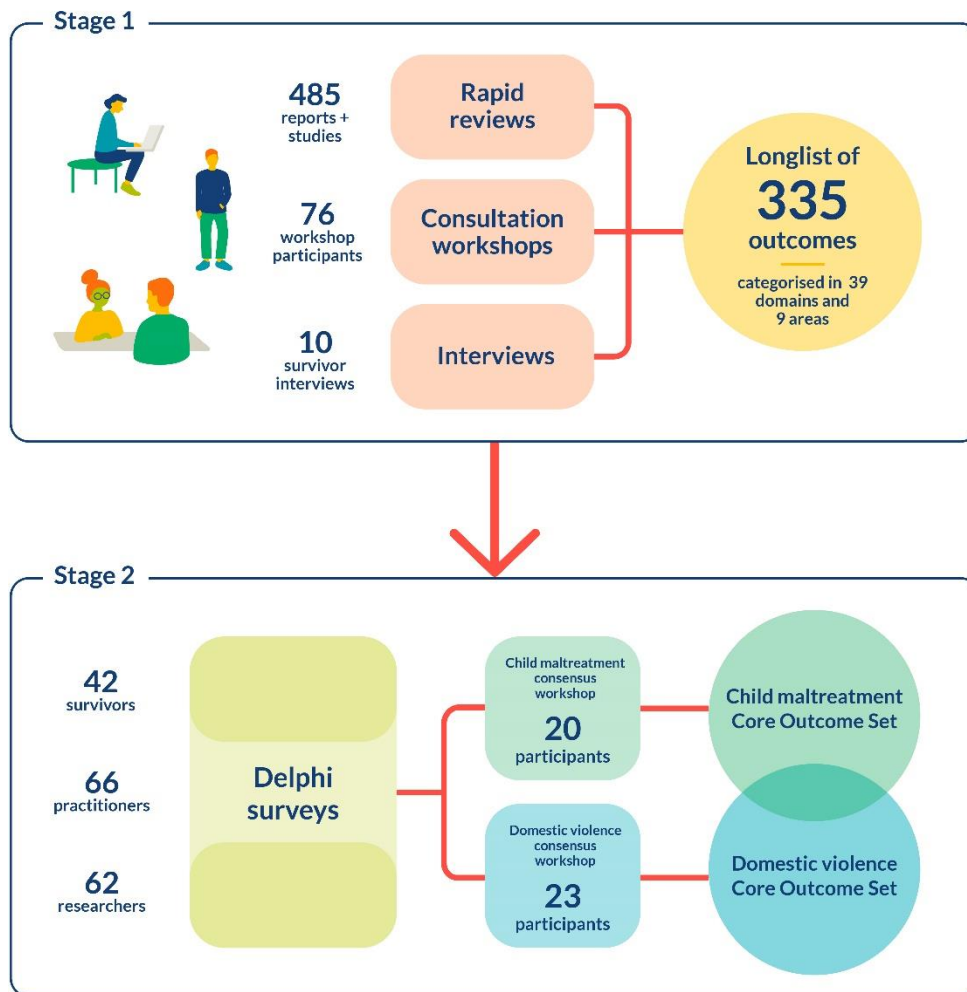 Stage 1
485
reports +
studies
Rapid
reviews
76
workshop
participants
Consultation
workshops
10
survivor
interviews
Interviews
Longlist of
335
outcomes
categorised in 39
domains and
9 areas
Stage 2
42
survivors
66
practitioners
62
researchers
Delphi
surveys
Child maltreatment
consensus
workshop
20
participants
Domestic violence
consensus
workshop
23
participants
Child maltreatment
Core Outcome Set
Domestic violence
Core Outcome Set